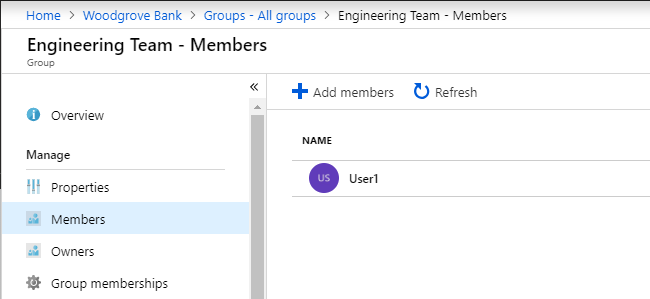 Home > Woodgrove Bank > Groups - All groups > Engineering Team - Members
Engineering Team - Members
Group
«
Overview
Manage
Properties
Members
Owners
Group memberships
Add members Refresh
NAME
US User1